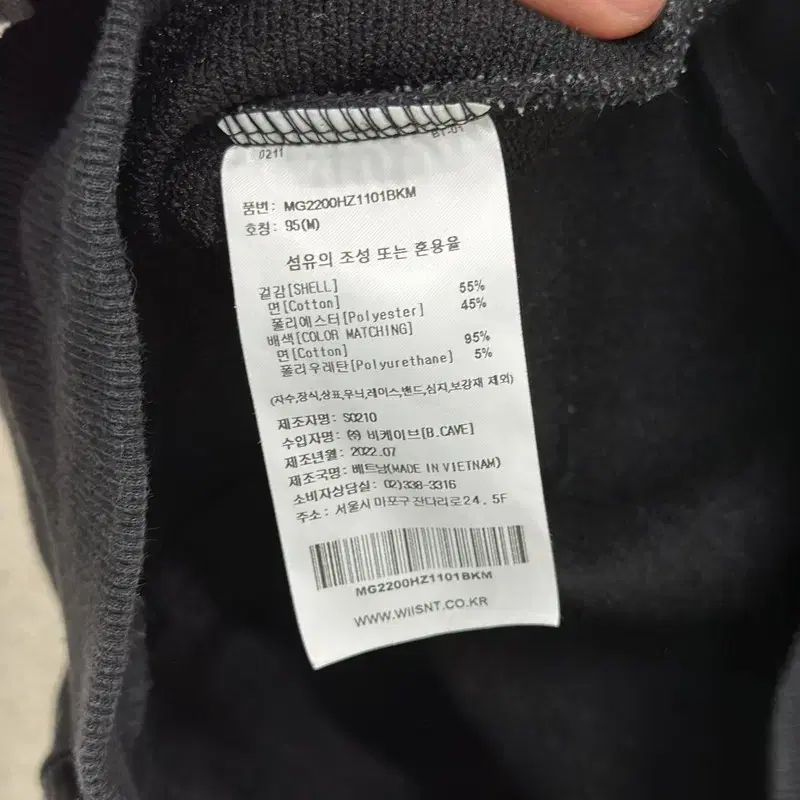 0211
품번: MG2200HZ1101BKM
호칭: 95(M)
섬유의 조성 또는 혼용율
겉감[SHELL]
면[Cotton] 55%
폴리에스터[Polyester] 45%
배색[COLOR MATCHING]
면[Cotton] 95%
폴리우레탄[Polyurethane] 5%
(자수,장식,상표,무늬,레이스,밴드,심지,보강재 제외)
제조자명: S0210
수입자명: ㈜ 비케이브[B.CAVE]
제조년월: 2022.07
제조국명: 베트남(MADE IN VIETNAM)
소비자상담실: 02)338-3316
주소: 서울시 마포구 잔다리로24. 5F
MG2200HZ1101BKM
WWW.WIISNT.CO.KR